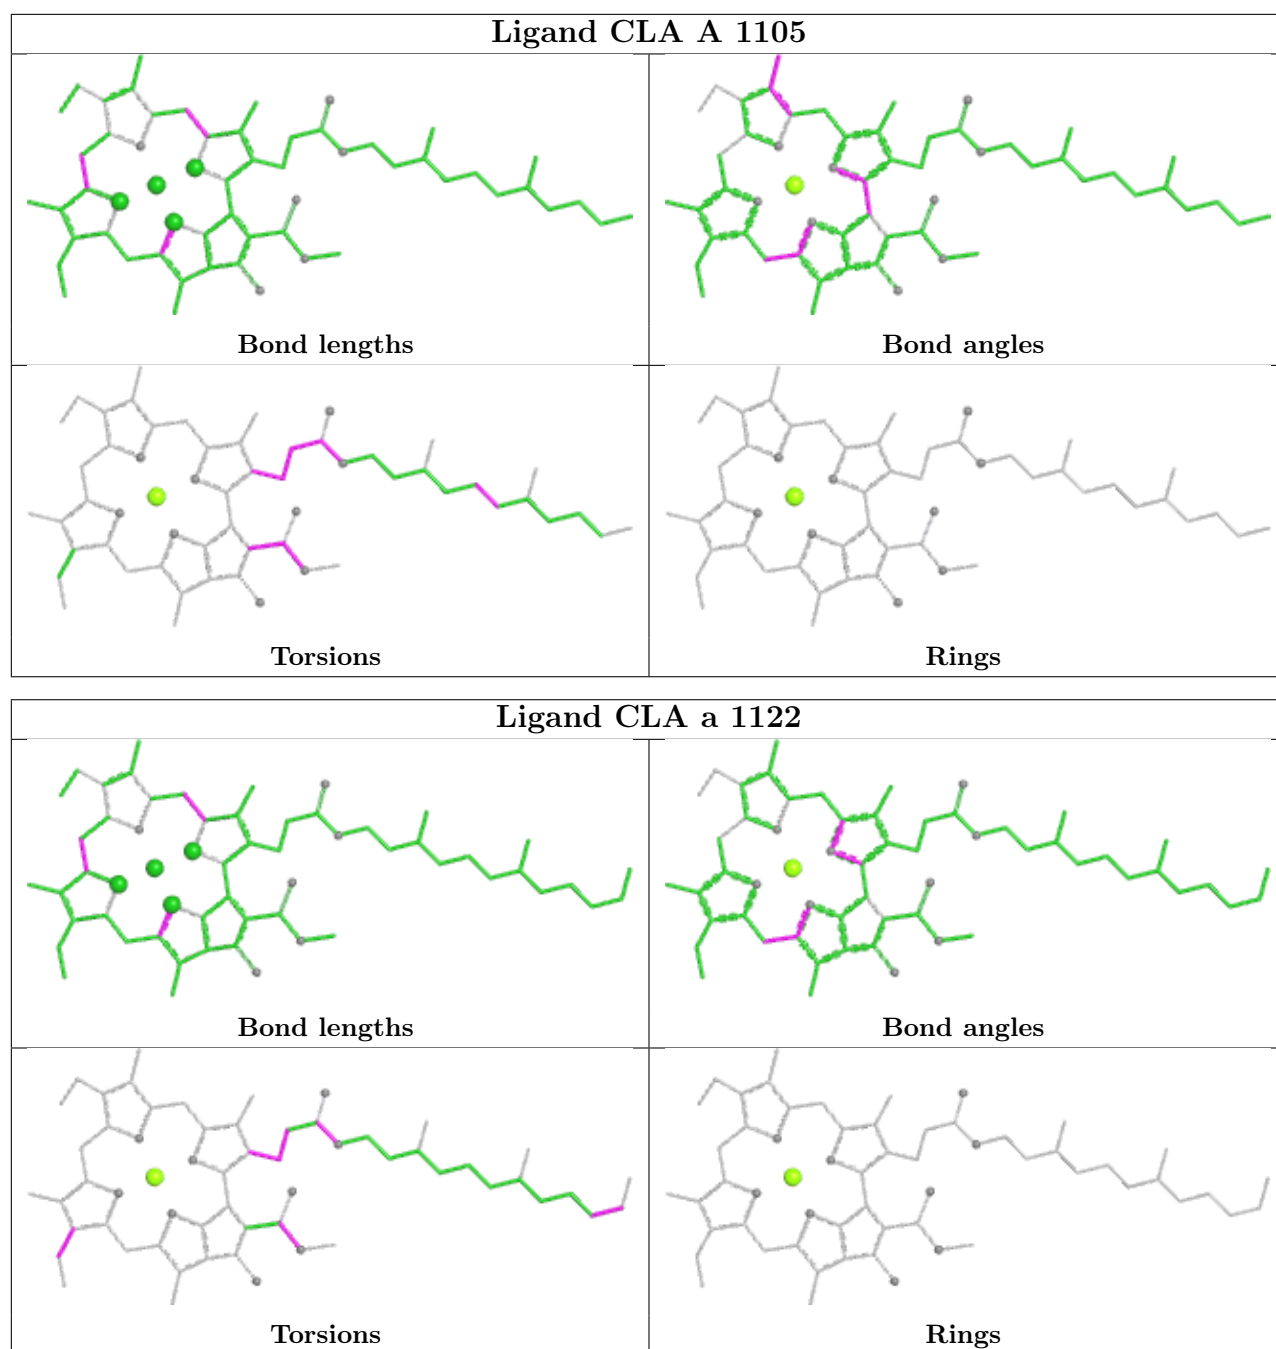 Ligand CLA A 1105
Bond lengths
Bond angles
Torsions
Rings
Ligand CLA a 1122
Bond lengths
Bond angles
Torsions
Rings